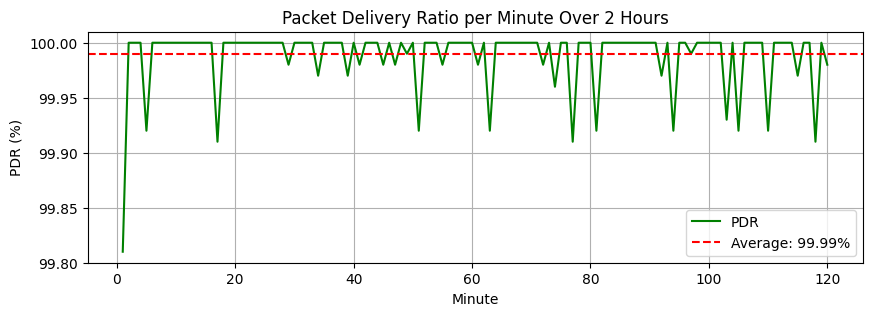 Packet Delivery Ratio per Minute Over 2 Hours
PDR (%)
100.00
99.95
99.90
99.85
99.80
0 20 40 60 80 100 120
Minute
PDR
Average: 99.99%